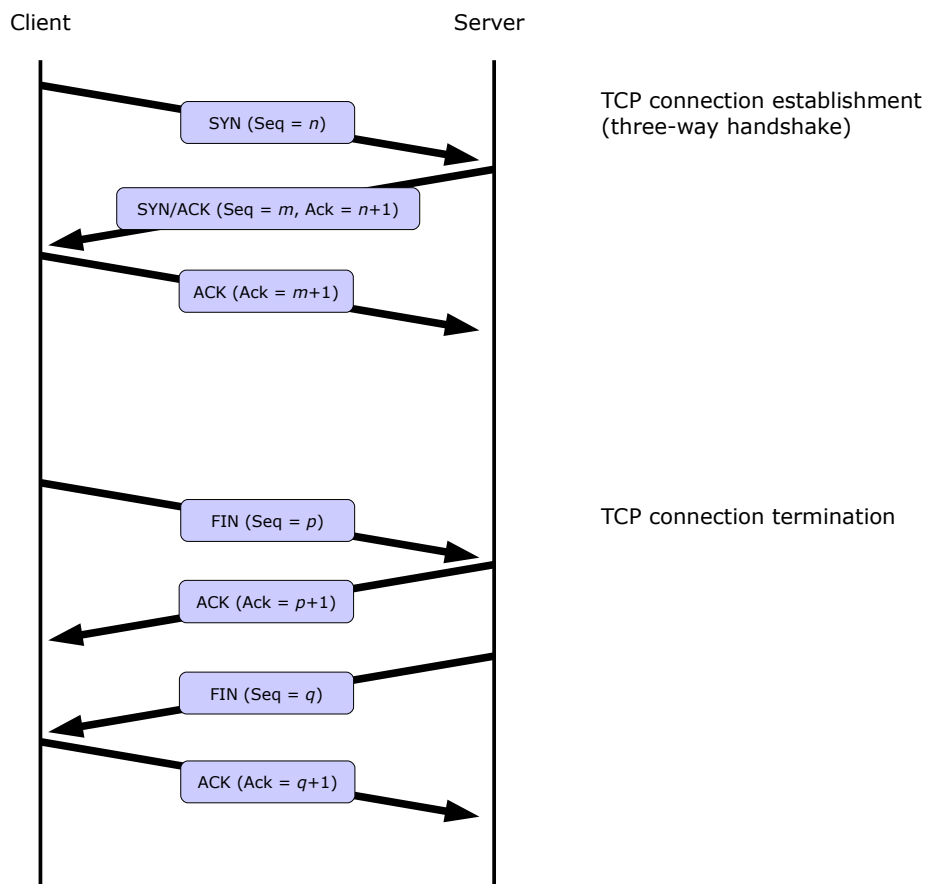 Client
Server
TCP connection establishment
(three-way handshake)
SYN (Seq = n)
SYN/ACK (Seq = m, Ack = n+1)
ACK (Ack = m+1)
FIN (Seq = p)
TCP connection termination
ACK (Ack = p+1)
FIN (Seq = q)
ACK (Ack = q+1)